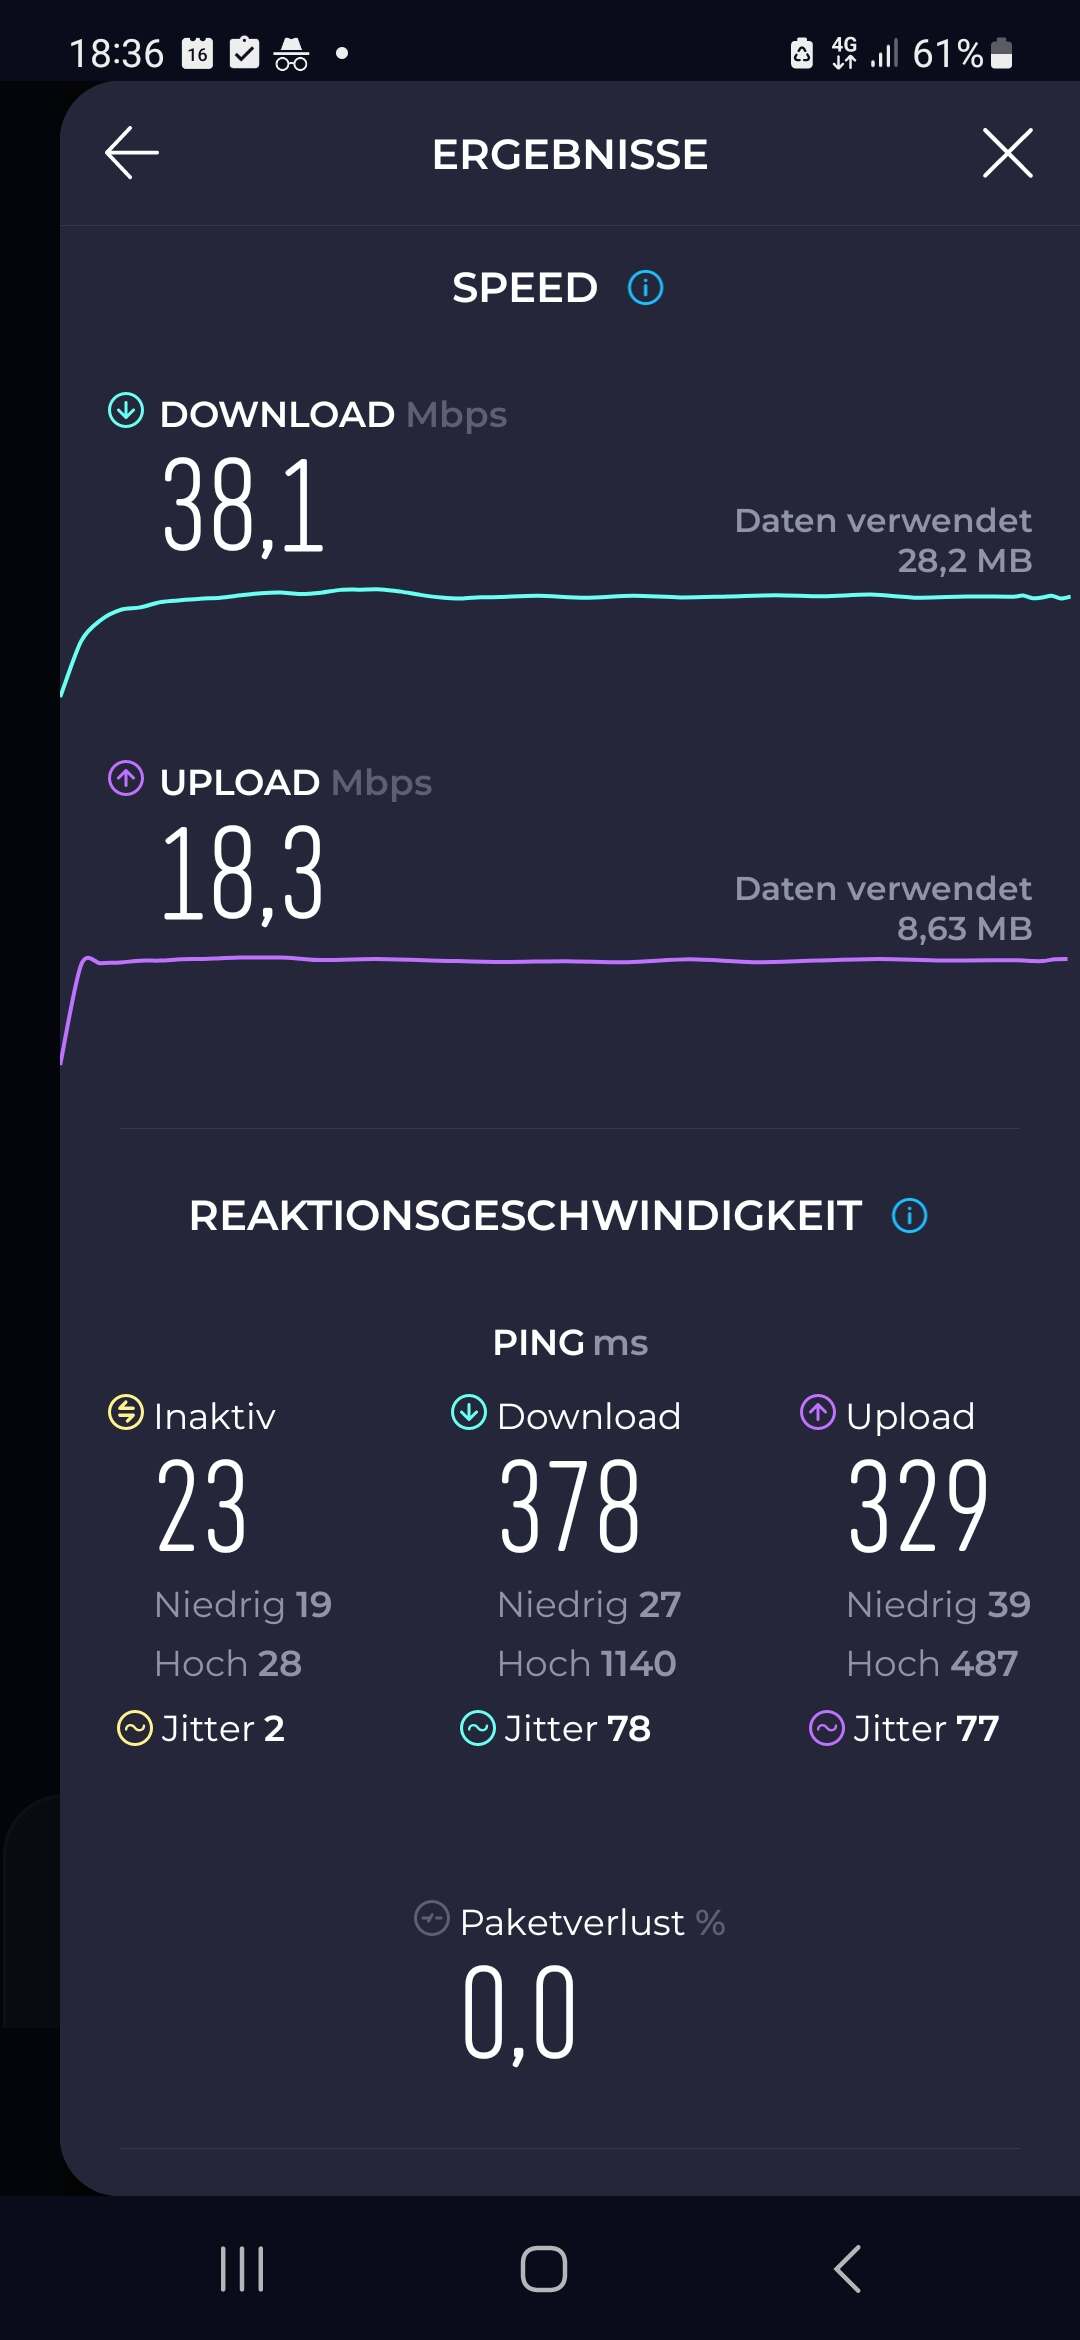 18:36 16 4G 61%
ERGEBNISSE
SPEED
DOWNLOAD Mbps
38,1
Daten verwendet
28,2 MB
UPLOAD Mbps
18,3
Daten verwendet
8,63 MB
REAKTIONSGESCHWINDIGKEIT
PING ms
Inaktiv Download Upload
23 378 329
Niedrig 19 Niedrig 27 Niedrig 39
Hoch 28 Hoch 1140 Hoch 487
Jitter 2 Jitter 78 Jitter 77
Paketverlust %
0,0